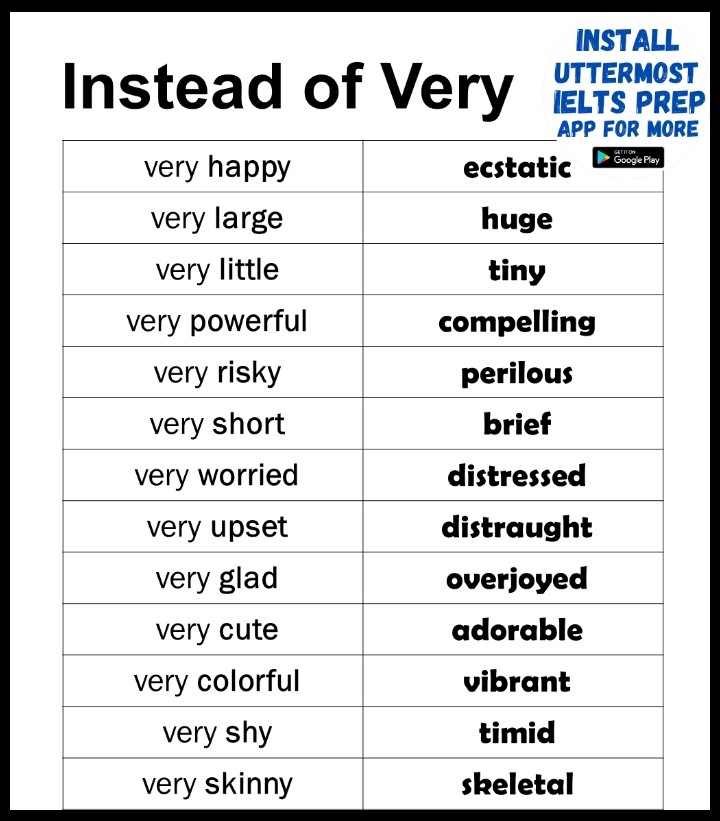 Instead of Very
INSTALL
UTTERMOST
IELTS PREP
APP FOR MORE
GET IT ON
Google Play
very happy ecstatic
very large huge
very little tiny
very powerful compelling
very risky perilous
very short brief
very worried distressed
very upset distraught
very glad overjoyed
very cute adorable
very colorful vibrant
very shy timid
very skinny skeletal